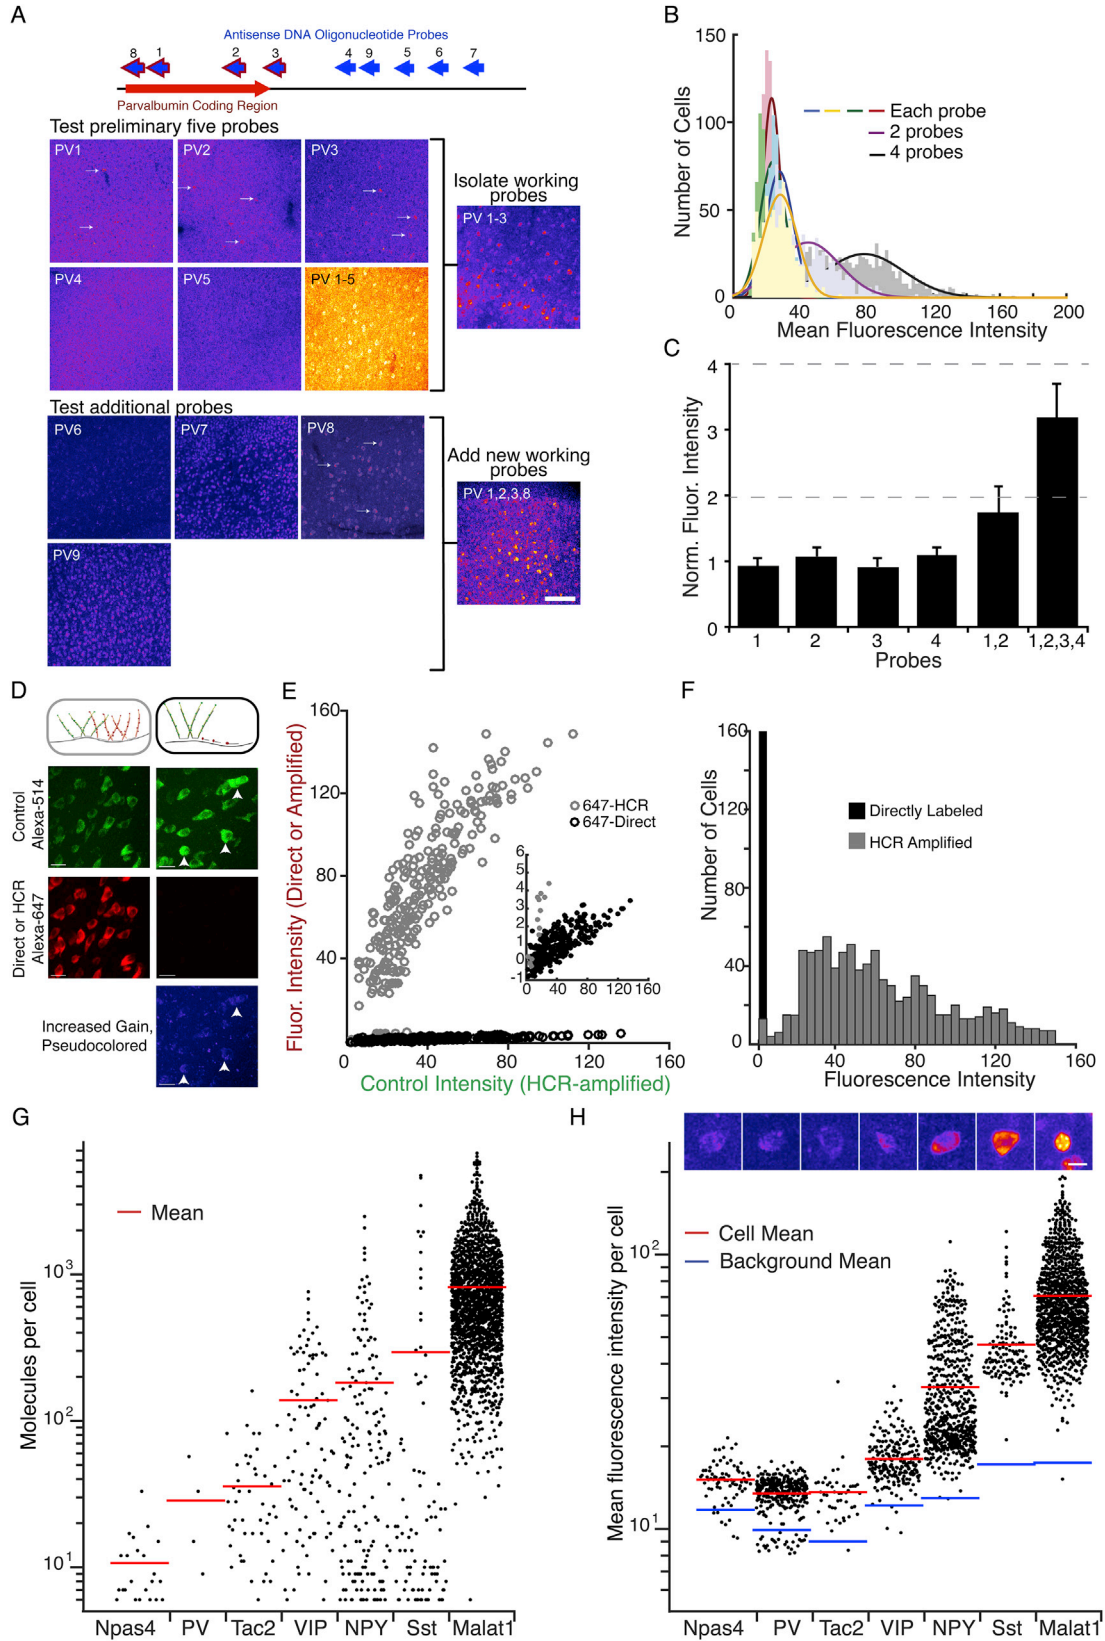 A
Antisense DNA Oligonucleotide Probes
8 1 2 3 4 9 5 6 7
Parvalbumin Coding Region
Test preliminary five probes
PV1 PV2 PV3
Isolate working
probes
PV 1-3
PV4 PV5 PV 1-5
Test additional probes
PV6 PV7 PV8
Add new working
probes
PV 1,2,3,8
PV9
B
150
100
50
0
Number of Cells
Each probe
2 probes
4 probes
0 40 80 120 160 200
Mean Fluorescence Intensity
C
4
3
2
1
0
Norm. Fluor. Intensity
1 2 3 4 1,2 1,2,3,4
Probes
D
Control
Alexa-514
Direct or HCR
Alexa-647
Increased Gain,
Pseudocolored
E
160
120
80
40
Fluor. Intensity (Direct or Amplified)
647-HCR
647-Direct
6
5
4
3
2
1
0
-1
0 40 80 120 160
0 40 80 120 160
Control Intensity (HCR-amplified)
F
160
120
80
40
0
Number of Cells
Directly Labeled
HCR Amplified
0 40 80 120 160
Fluorescence Intensity
G
Mean
10³
10²
10¹
Molecules per cell
Npas4 PV Tac2 VIP NPY Sst Malat1
H
Cell Mean
Background Mean
10²
10¹
Mean fluorescence intensity per cell
Npas4 PV Tac2 VIP NPY Sst Malat1